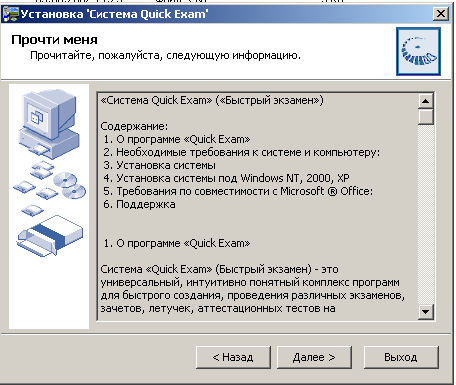 Установка 'Система Quick Exam'
Прочти меня
Прочитайте, пожалуйста, следующую информацию.
«Система Quick Exam» («Быстрый экзамен»)
Содержание:
1. О программе «Quick Exam»
2. Необходимые требования к системе и компьютеру:
3. Установка системы
4. Установка системы под Windows NT, 2000, XP
5. Требования по совместимости с Microsoft ® Office:
6. Поддержка
1. О программе «Quick Exam»
Система «Quick Exam» (Быстрый экзамен) - это
универсальный, интуитивно понятный комплекс программ
для быстрого создания, проведения различных экзаменов,
зачетов, летучек, аттестационных тестов на
< Назад
Далее >
Выход